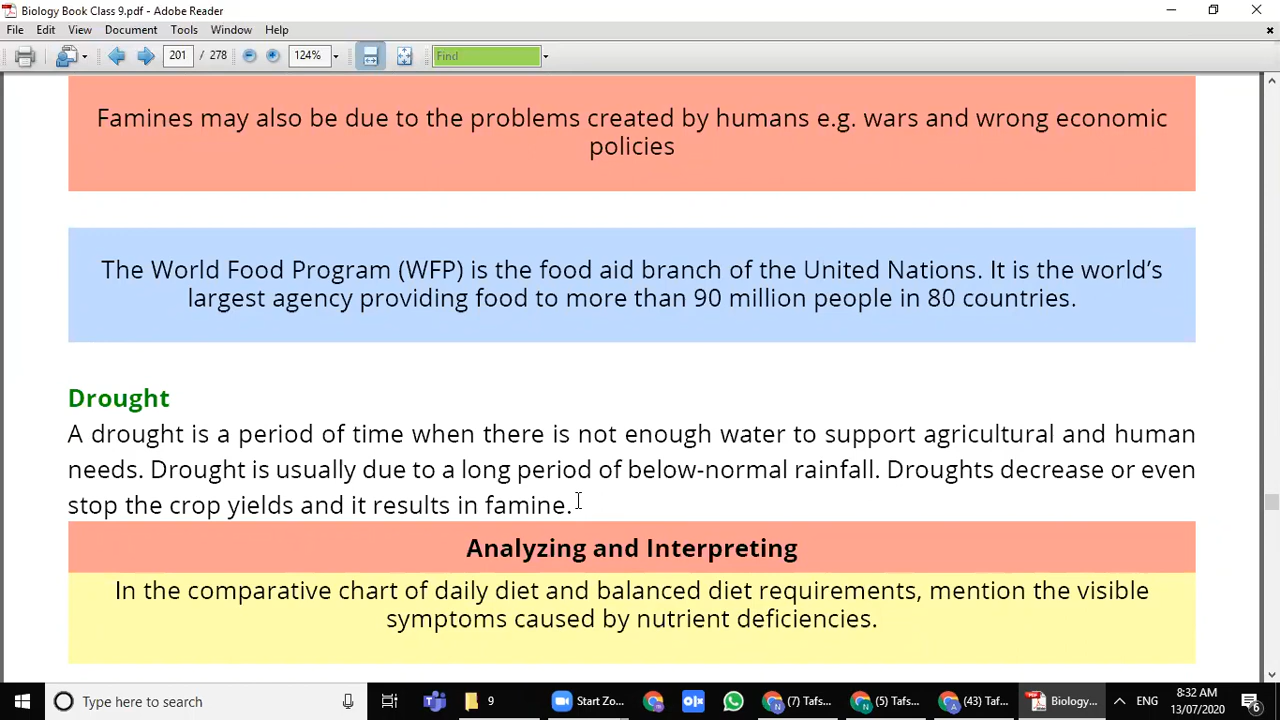 Biology Book Class 9.pdf - Adobe Reader
File Edit View Document Tools Window Help
201 / 278 124% Find
Famines may also be due to the problems created by humans e.g. wars and wrong economic
policies
The World Food Program (WFP) is the food aid branch of the United Nations. It is the world's
largest agency providing food to more than 90 million people in 80 countries.
Drought
A drought is a period of time when there is not enough water to support agricultural and human
needs. Drought is usually due to a long period of below-normal rainfall. Droughts decrease or even
stop the crop yields and it results in famine.
Analyzing and Interpreting
In the comparative chart of daily diet and balanced diet requirements, mention the visible
symptoms caused by nutrient deficiencies.
Type here to search 9 Start Zo... (7) Tafs... (5) Tafs... (43) Taf... Biology... ENG 8:32 AM
13/07/2020 6